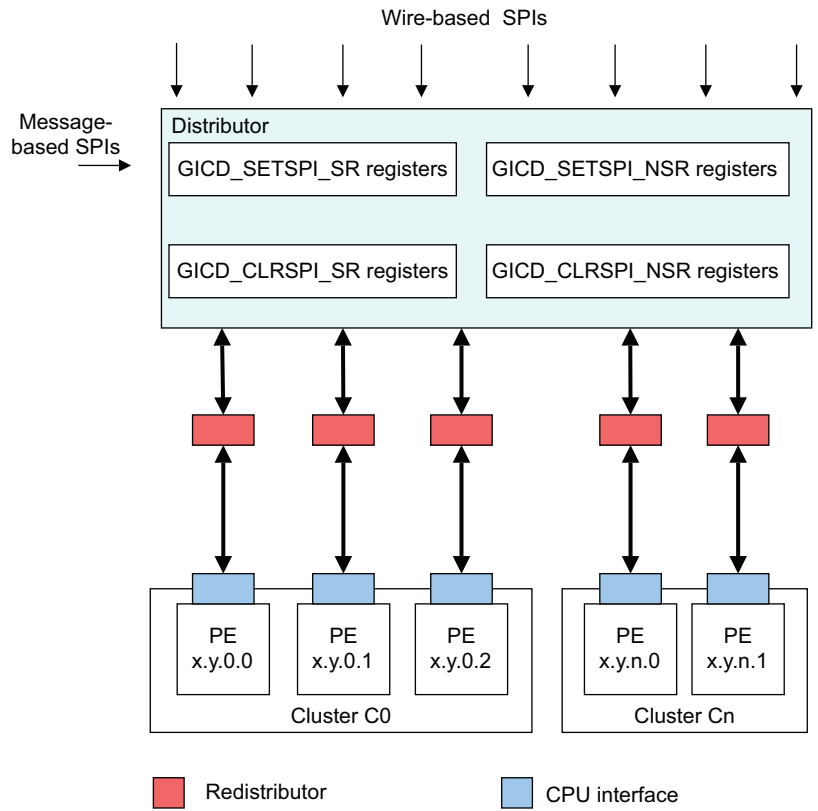 Wire-based SPIs
Message-
based SPIs
Distributor
GICD_SETSPI_SR registers
GICD_SETSPI_NSR registers
GICD_CLRSPI_SR registers
GICD_CLRSPI_NSR registers
PE
x.y.0.0
PE
x.y.0.1
PE
x.y.0.2
PE
x.y.n.0
PE
x.y.n.1
Cluster C0
Cluster Cn
Redistributor
CPU interface